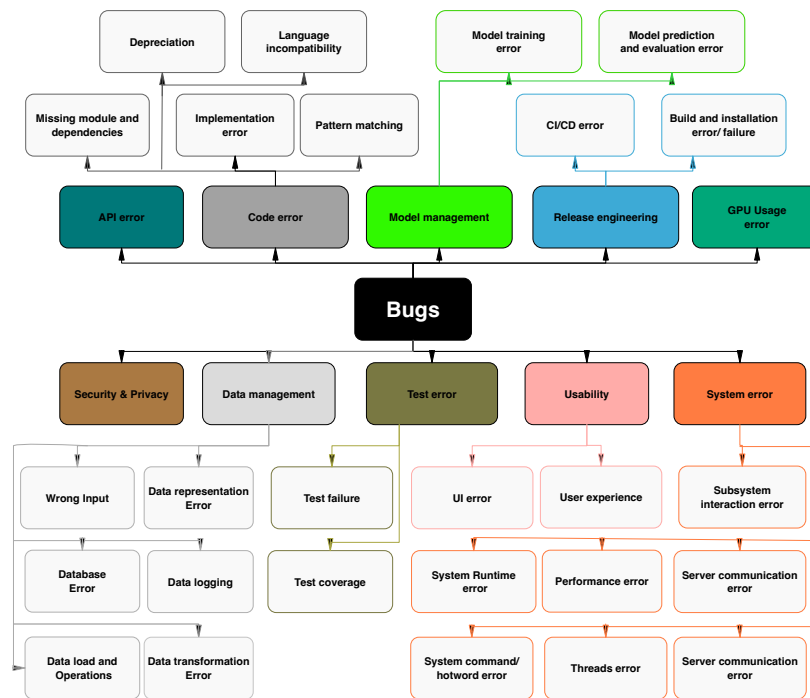 Depreciation
Language
incompatibility
Model training
error
Model prediction
and evaluation error
Missing module and
dependencies
Implementation
error
Pattern matching
CI/CD error
Build and installation
error/ failure
API error
Code error
Model management
Release engineering
GPU Usage
error
Bugs
Security & Privacy
Data management
Test error
Usability
System error
Wrong Input
Data representation
Error
Test failure
UI error
User experience
Subsystem
interaction error
Database
Error
Data logging
Test coverage
System Runtime
error
Performance error
Server communication
error
Data load and
Operations
Data transformation
Error
System command/
hotword error
Threads error
Server communication
error